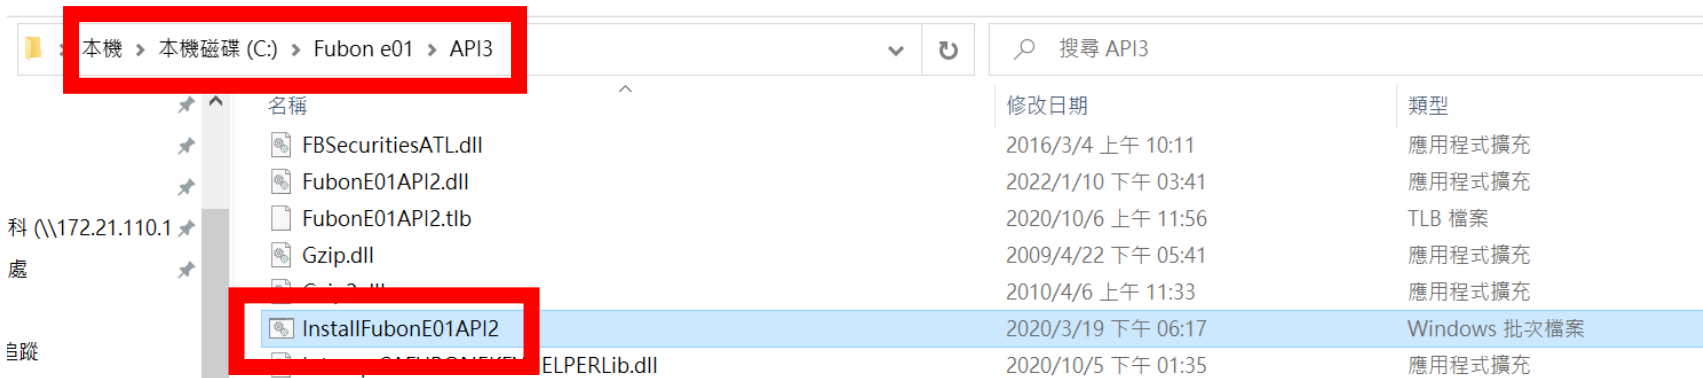 本機 > 本機磁碟 (C:) > Fubon e01 > API3 搜尋 API3
名稱 修改日期 類型
FBSecuritiesATL.dll 2016/3/4 上午 10:11 應用程式擴充
FubonE01API2.dll 2022/1/10 下午 03:41 應用程式擴充
FubonE01API2.tlb 2020/10/6 上午 11:56 TLB 檔案
科 (\\172.21.110.1
Gzip.dll 2009/4/22 下午 05:41 應用程式擴充
處
2010/4/6 上午 11:33 應用程式擴充
InstallFubonE01API2 2020/3/19 下午 06:17 Windows 批次檔案
追蹤
ELPERLib.dll 2020/10/5 下午 01:35 應用程式擴充